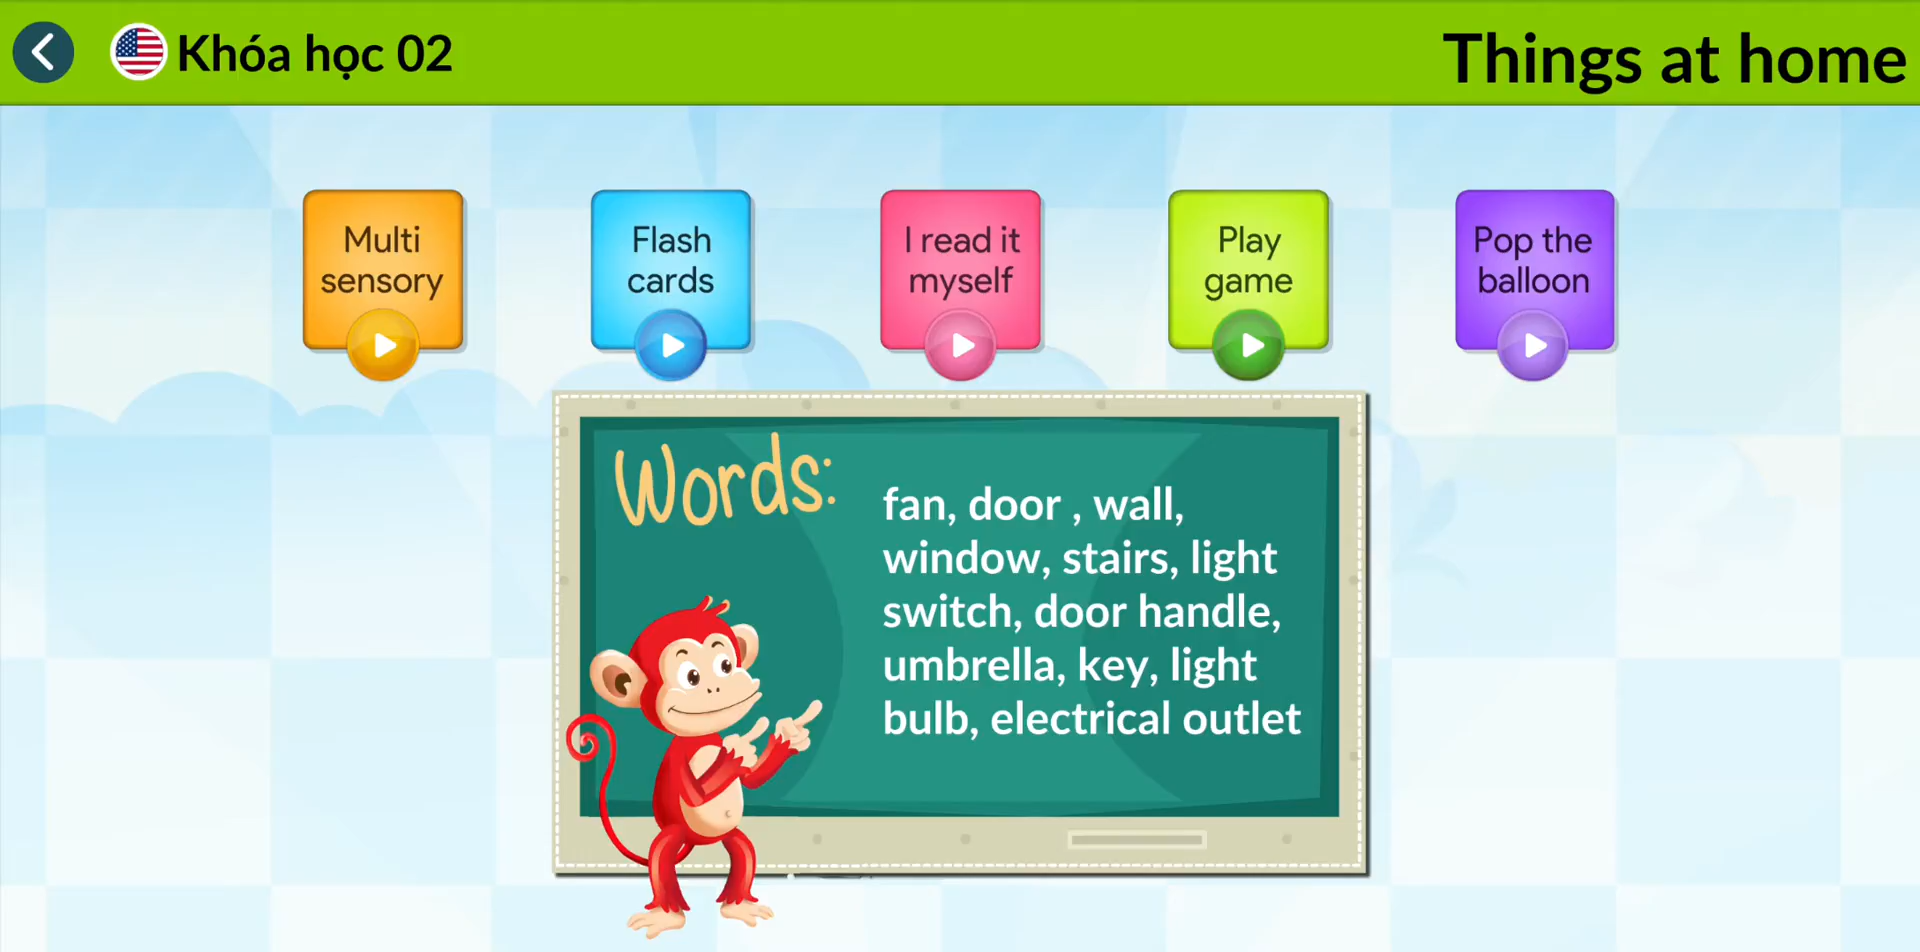 Khóa học 02
Things at home
Multi
sensory
Flash
cards
I read it
myself
Play
game
Pop the
balloon
Words:
fan, door , wall,
window, stairs, light
switch, door handle,
umbrella, key, light
bulb, electrical outlet